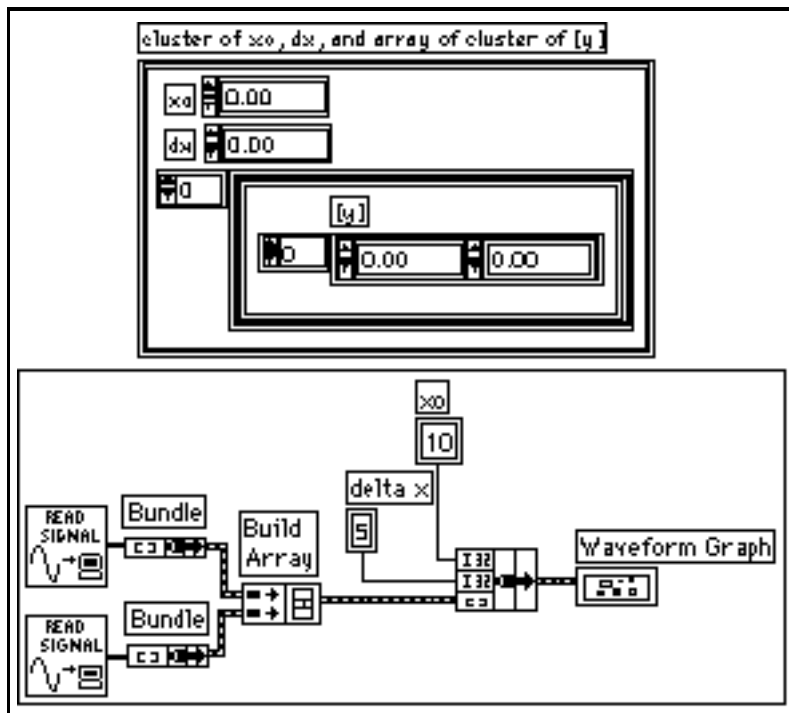 cluster of xo, dx, and array of cluster of [y]
xo
0.00
dx
0.00
0
[y]
0
0.00
0.00
xo
10
delta x
5
READ
SIGNAL
Bundle
Build
Array
I32
I32
Waveform Graph
READ
SIGNAL
Bundle